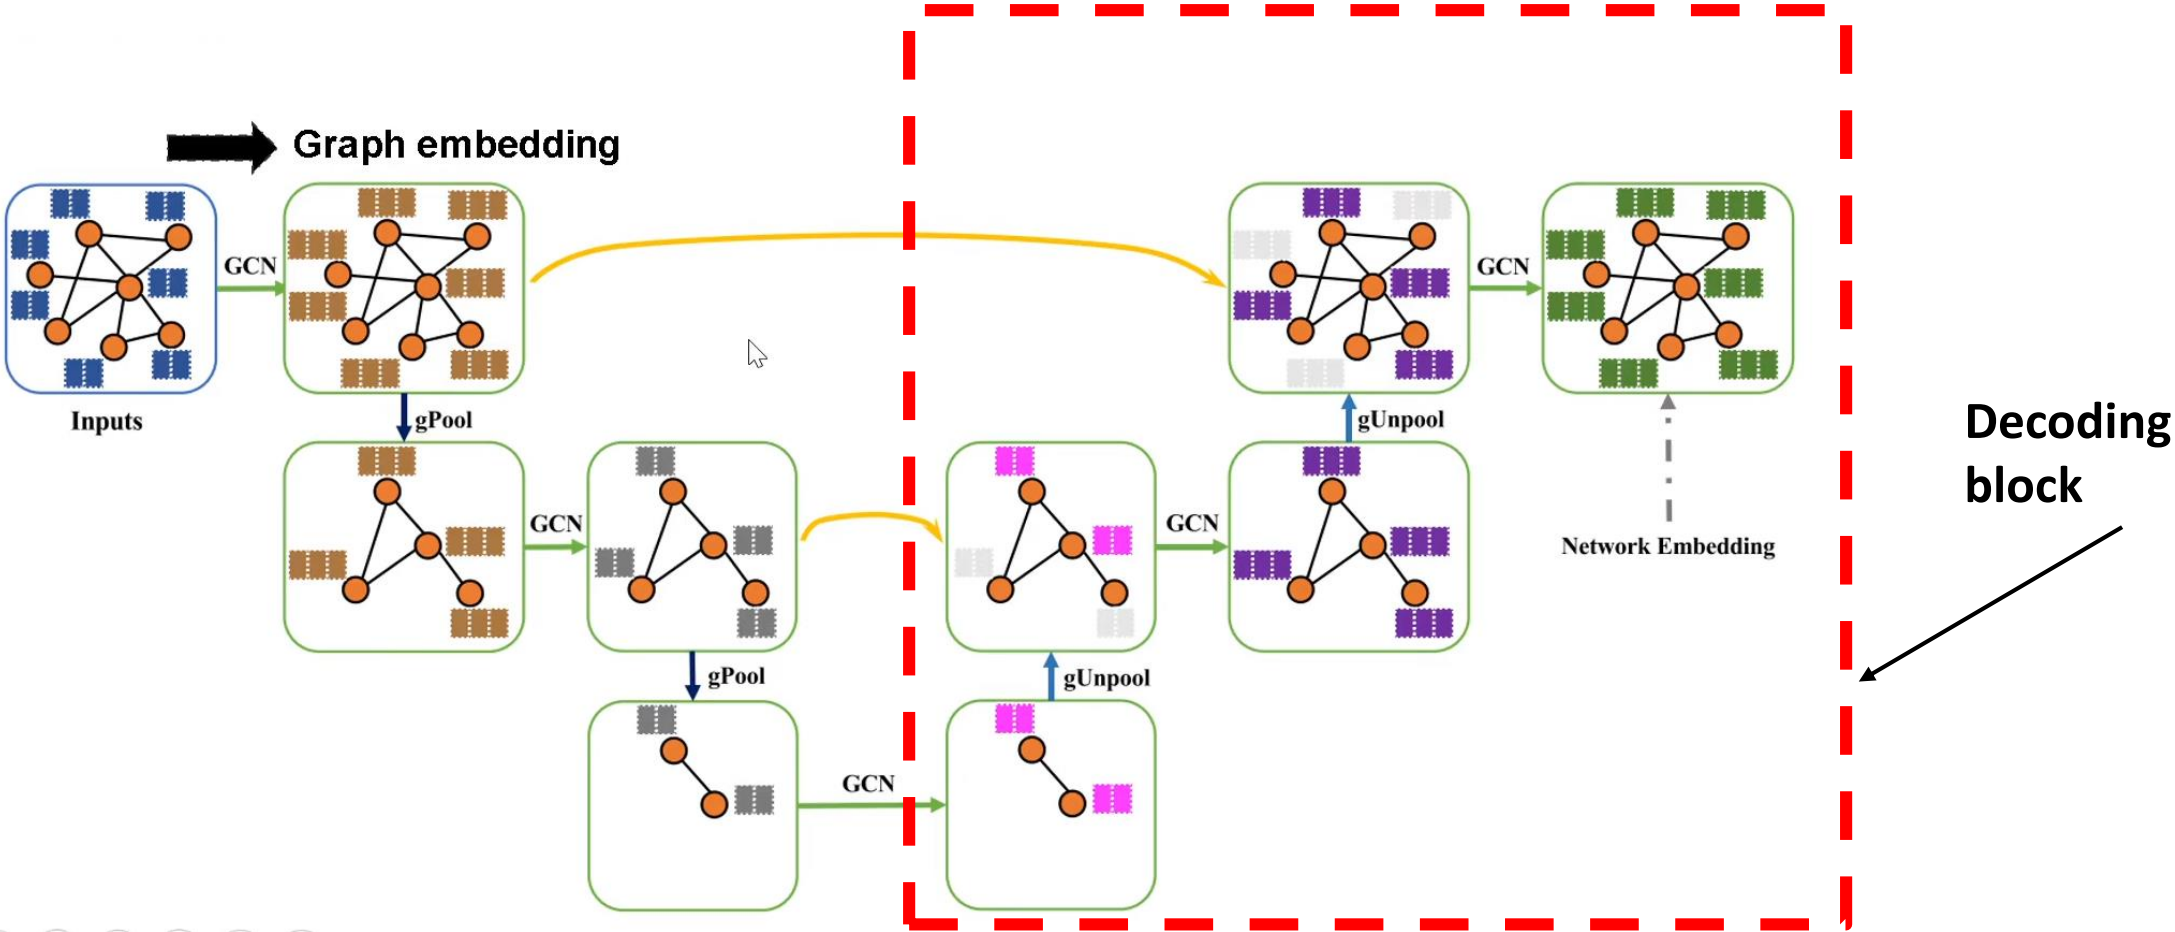 Graph embedding
GCN
GCN
Inputs
gPool
gUnpool
Decoding
block
GCN
GCN
Network Embedding
gPool
gUnpool
GCN